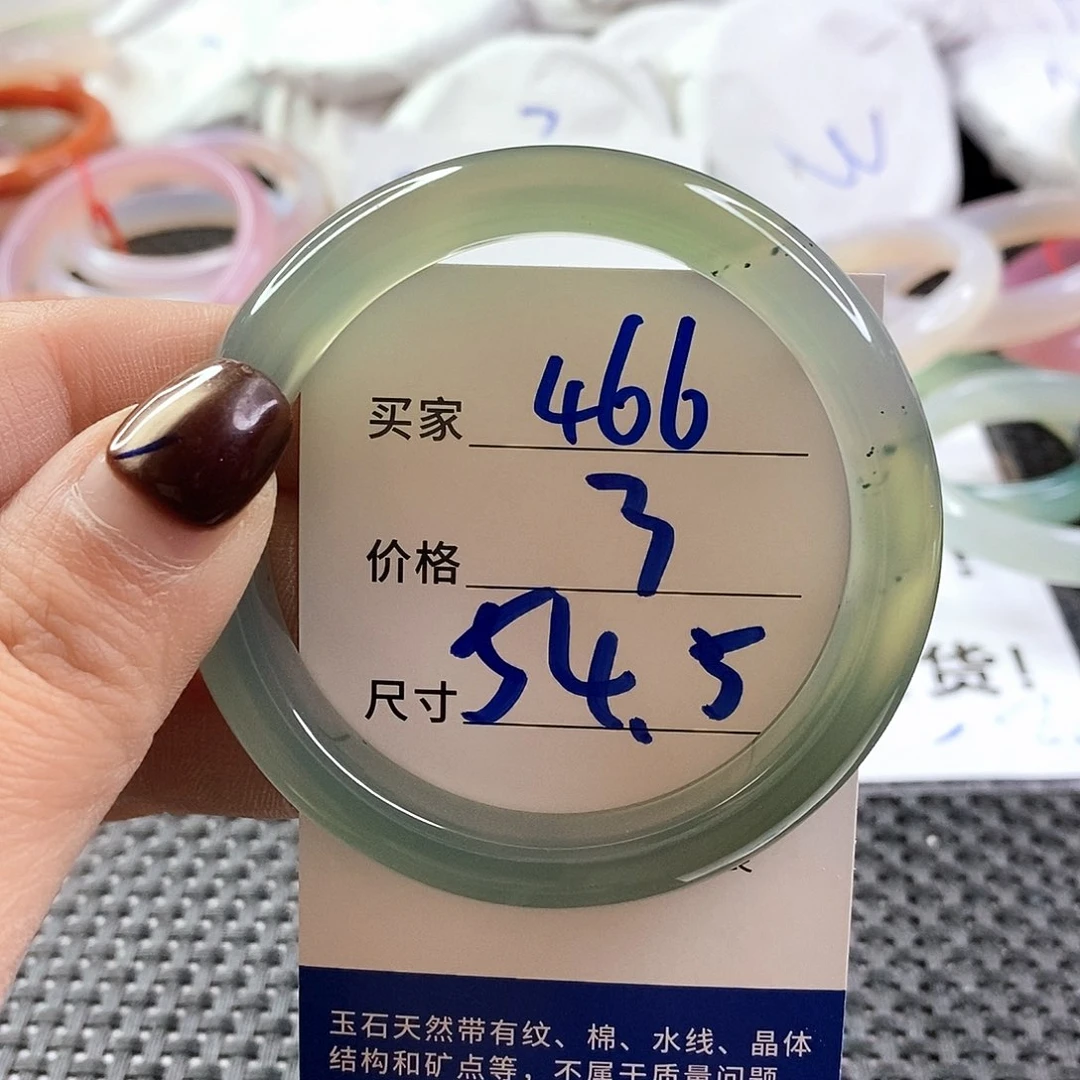 买家 466
价格 3
尺寸 54.5
货!
玉石天然带有纹、棉、水线、晶体
结构和矿点等，不属于质量问题